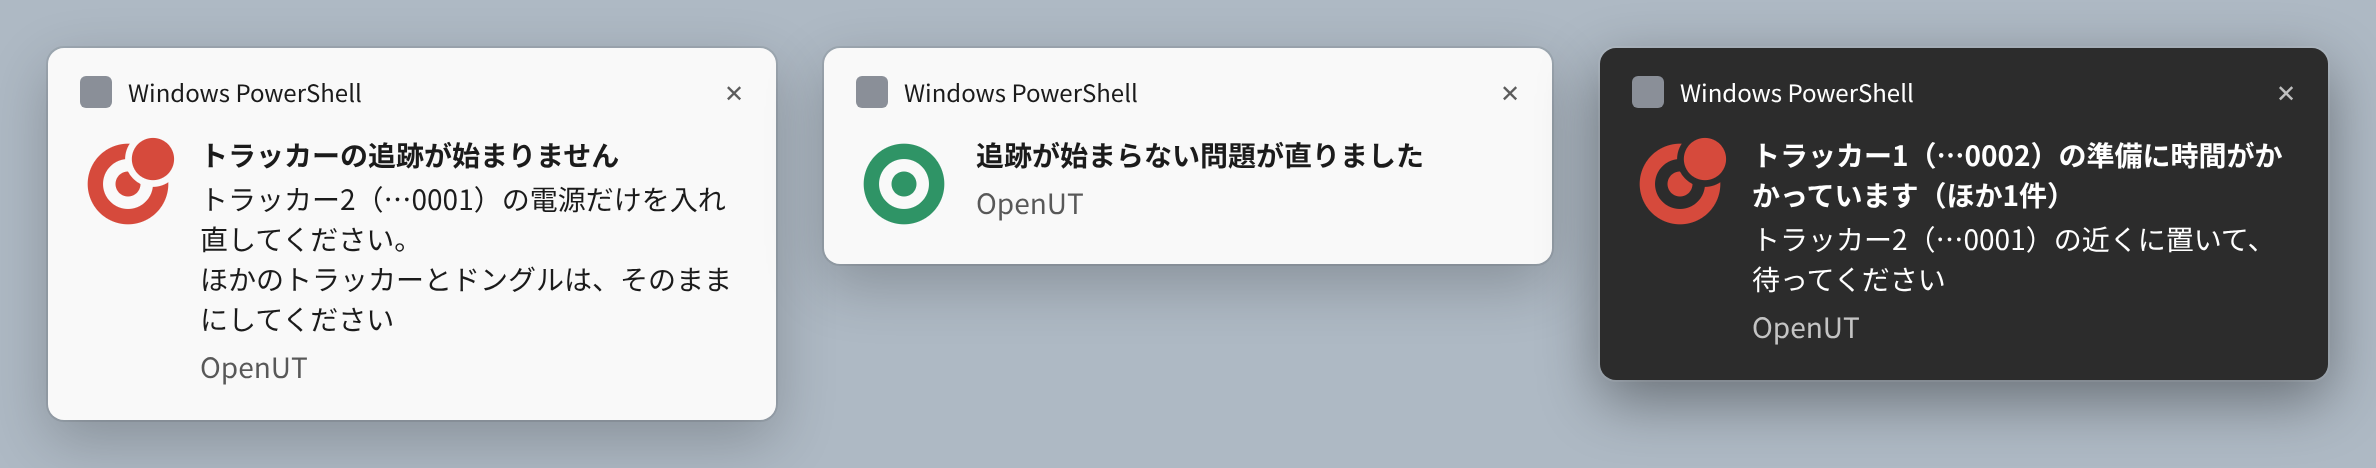 Windows PowerShell
トラッカーの追跡が始まりません
トラッカー2（…0001）の電源だけを入れ
直してください。
ほかのトラッカーとドングルは、そのまま
にしてください
OpenUT
Windows PowerShell
追跡が始まらない問題が直りました
OpenUT
Windows PowerShell
トラッカー1（…0002）の準備に時間がか
かっています（ほか1件）
トラッカー2（…0001）の近くに置いて、
待ってください
OpenUT